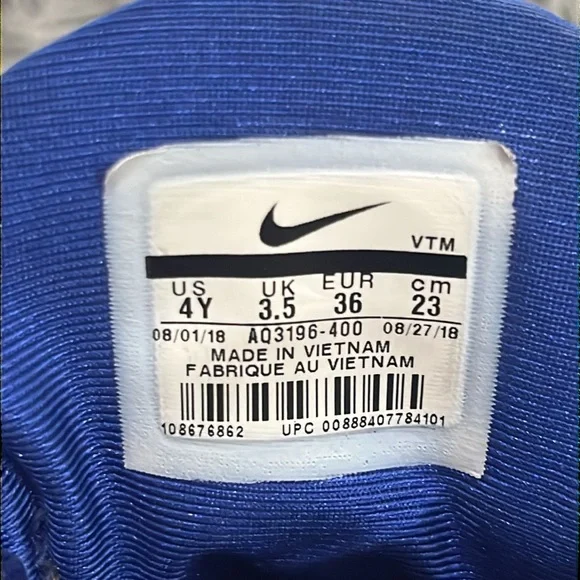 VTM
US UK EUR cm
4Y 3.5 36 23
08/01/18 AQ3196-400 08/27/18
MADE IN VIETNAM
FABRIQUE AU VIETNAM
108676862 UPC 00888407784101